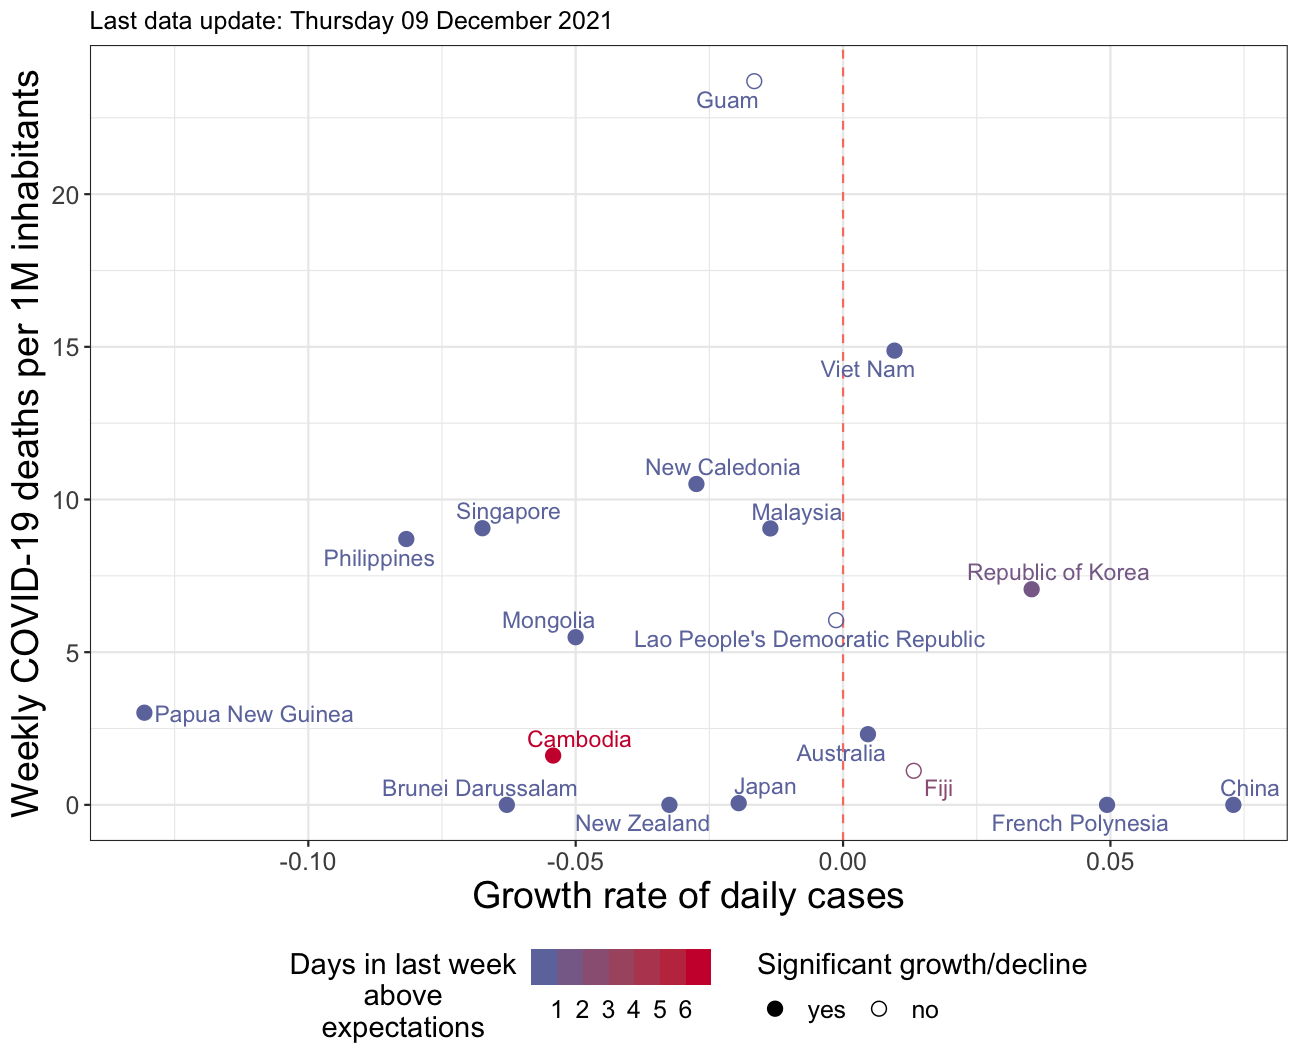 Last data update: Thursday 09 December 2021
Weekly COVID-19 deaths per 1M inhabitants
20
15
10
5
0
Guam
Viet Nam
New Caledonia
Singapore
Malaysia
Philippines
Republic of Korea
Mongolia
Lao People's Democratic Republic
Papua New Guinea
Cambodia
Australia
Brunei Darussalam
Japan
Fiji
China
New Zealand
French Polynesia
-0.10
-0.05
0.00
0.05
Growth rate of daily cases
Days in last week
above
expectations
1 2 3 4 5 6
Significant growth/decline
yes
no